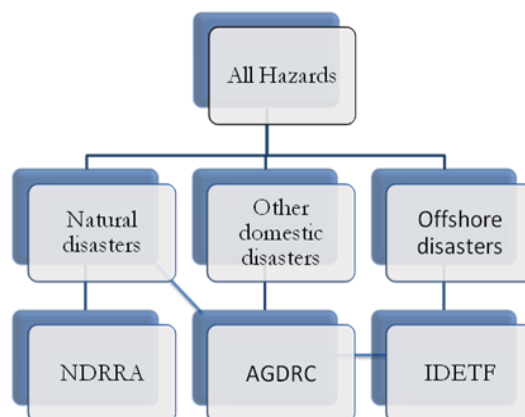 All Hazards
Natural
disasters
Other
domestic
disasters
Offshore
disasters
NDRRA
AGDRC
IDETF